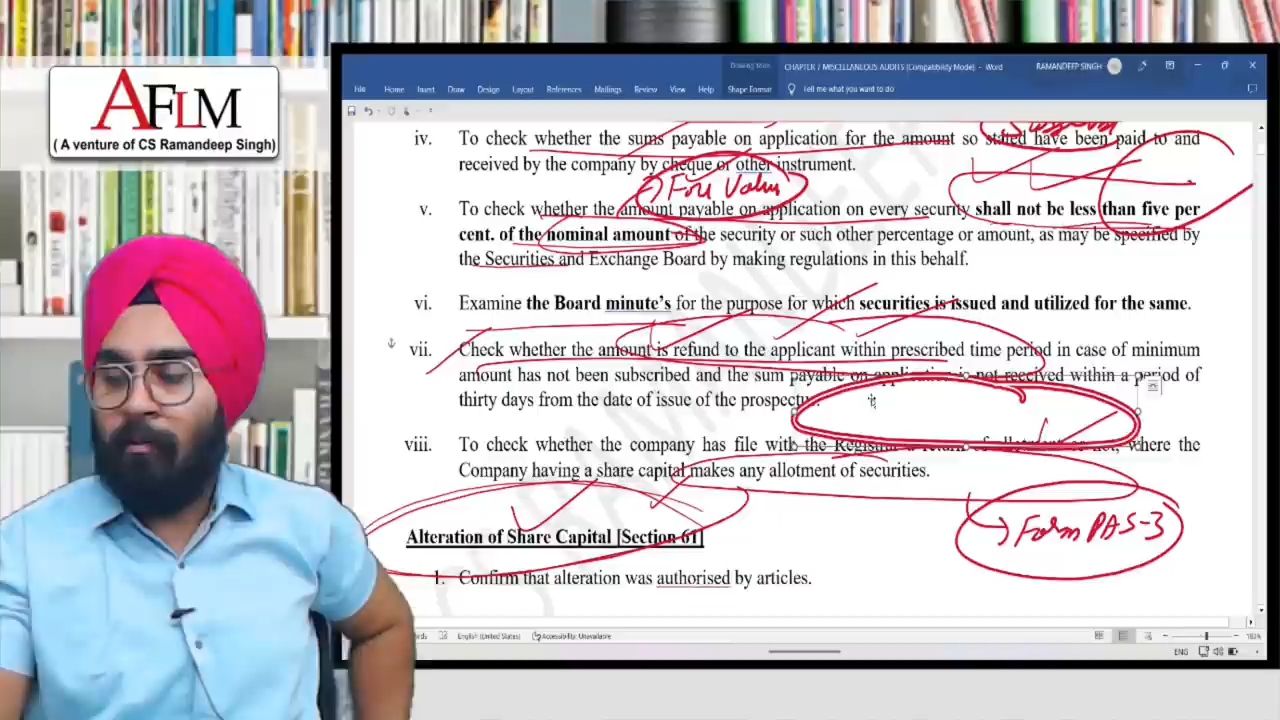 AFLM
( A venture of CS Ramandeep Singh)
CHAPTER 7 MISCELLANEOUS AUDITS [Compatibility Mode] - Word
Drawing Tools
RAMANDEEP SINGH
File Home Insert Draw Design Layout References Mailings Review View Help Shape Format Tell me what you want to do
iv. To check whether the sums payable on application for the amount so stated have been paid to and
received by the company by cheque or other instrument.
Value
v. To check whether the amount payable on application on every security shall not be less than five per
cent. of the nominal amount of the security or such other percentage or amount, as may be specified by
the Securities and Exchange Board by making regulations in this behalf.
vi. Examine the Board minute's for the purpose for which securities is issued and utilized for the same.
vii. Check whether the amount is refund to the applicant within prescribed time period in case of minimum
amount has not been subscribed and the sum payable on application is not received within a period of
thirty days from the date of issue of the prospectus.
viii. To check whether the company has file with the Registrar a return of allotment or not, where the
Company having a share capital makes any allotment of securities.
Form PAS-3
Alteration of Share Capital [Section 61]
1. Confirm that alteration was authorised by articles.
English (United States) Accessibility: Unavailable
ENG